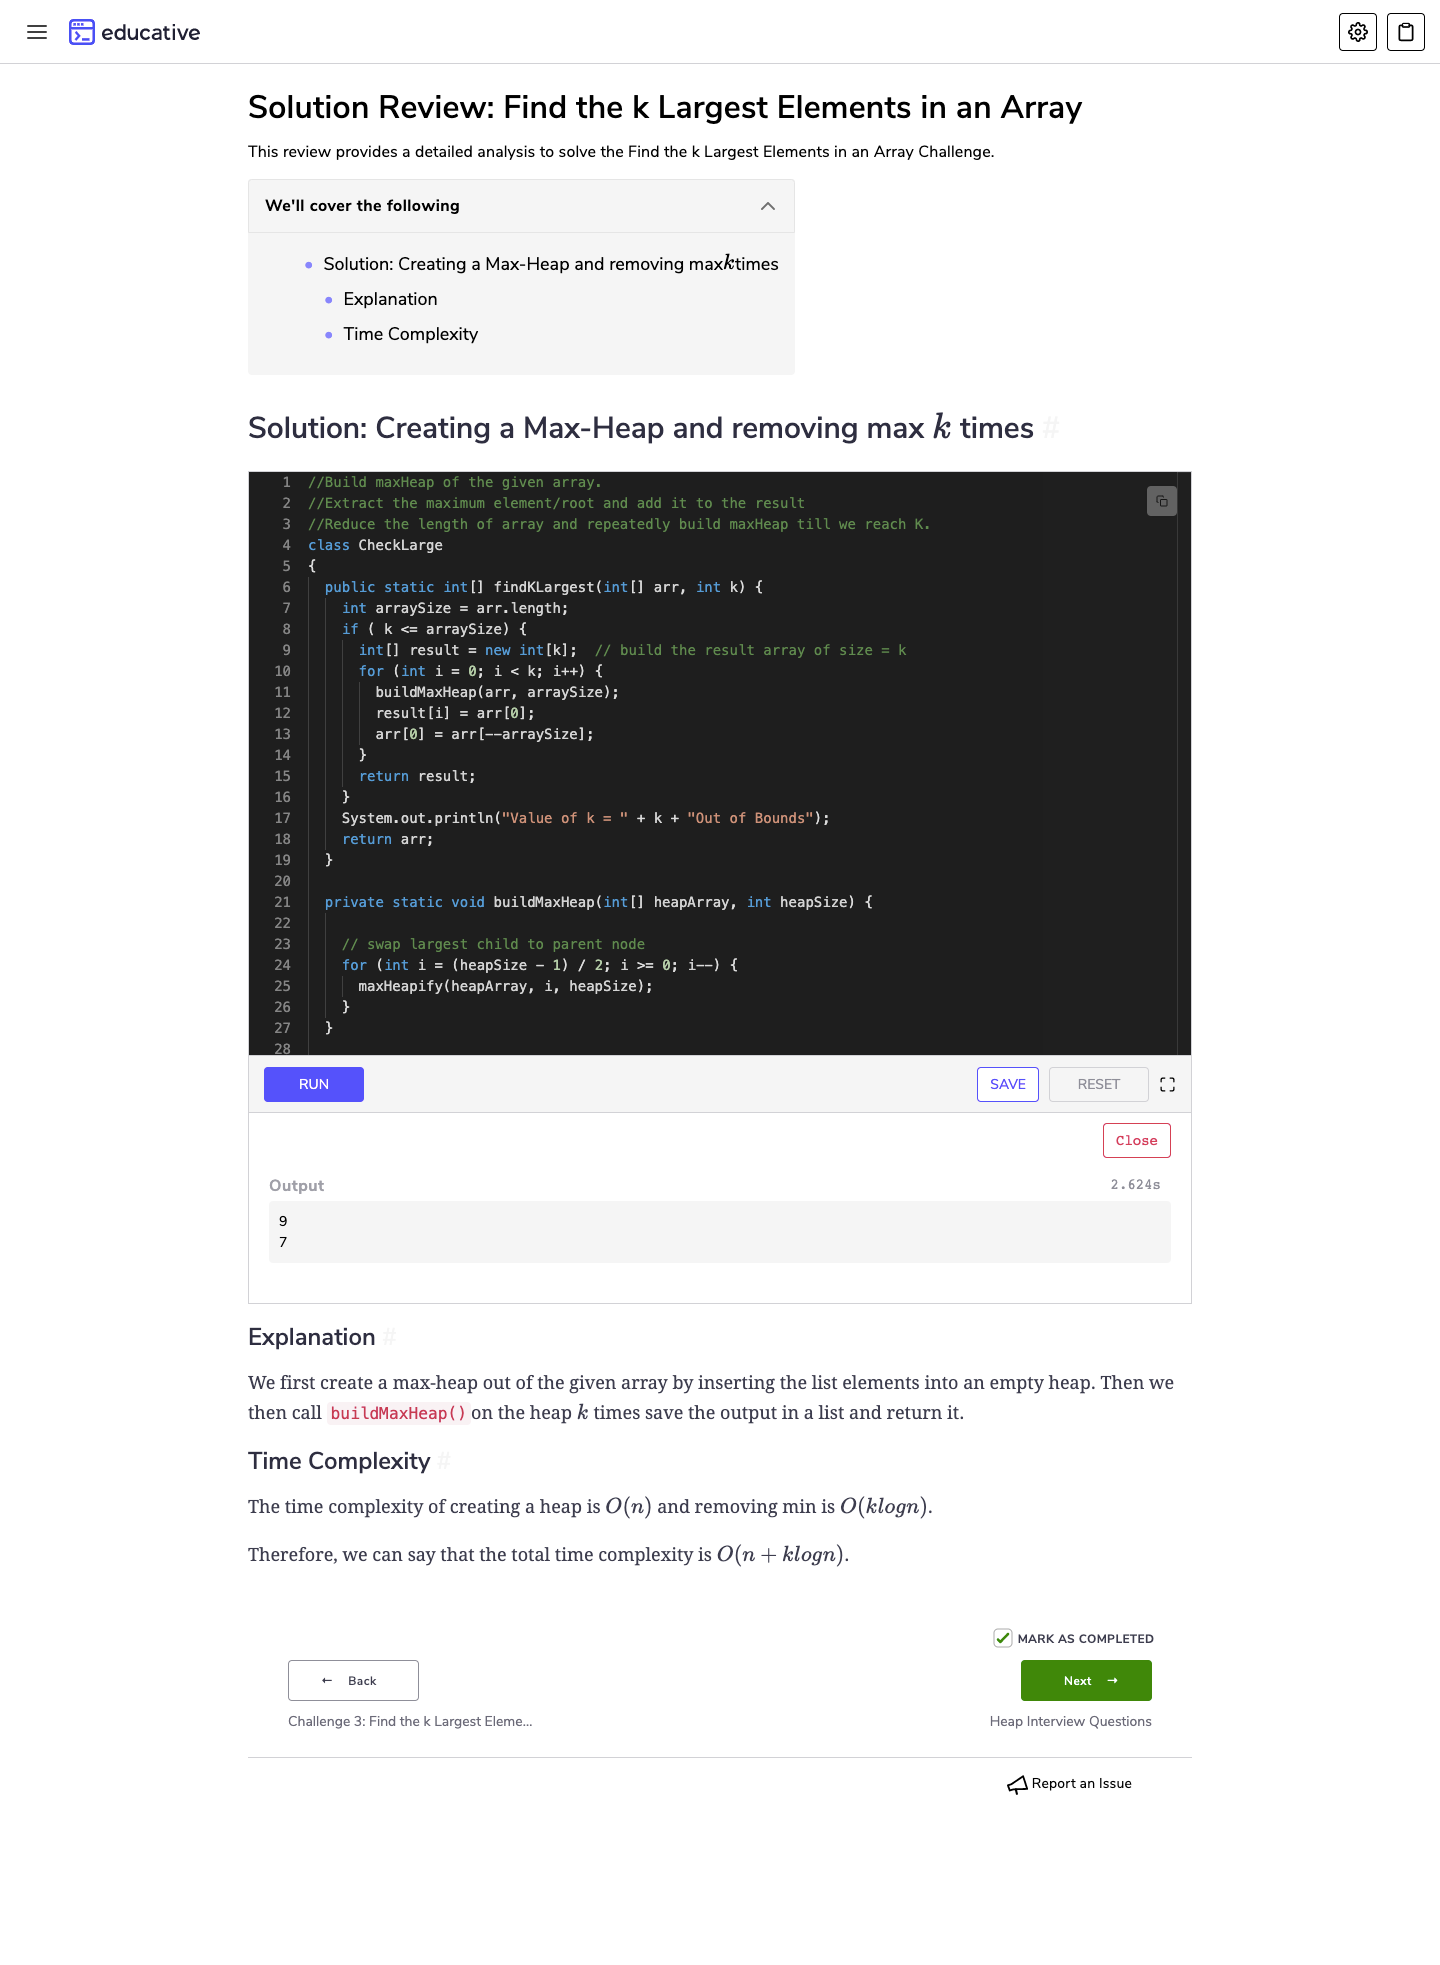 educative
Solution Review: Find the k Largest Elements in an Array
This review provides a detailed analysis to solve the Find the k Largest Elements in an Array Challenge.
We'll cover the following
Solution: Creating a Max-Heap and removing maxktimes
Explanation
Time Complexity
Solution: Creating a Max-Heap and removing max k times #
1 //Build maxHeap of the given array.
2 //Extract the maximum element/root and add it to the result
3 //Reduce the length of array and repeatedly build maxHeap till we reach K.
4 class CheckLarge
5 {
6 public static int[] findKLargest(int[] arr, int k) {
7 int arraySize = arr.length;
8 if ( k <= arraySize) {
9 int[] result = new int[k];  // build the result array of size = k
10 for (int i = 0; i < k; i++) {
11 buildMaxHeap(arr, arraySize);
12 result[i] = arr[0];
13 arr[0] = arr[--arraySize];
14 }
15 return result;
16 }
17 System.out.println("Value of k = " + k + "Out of Bounds");
18 return arr;
19 }
20
21 private static void buildMaxHeap(int[] heapArray, int heapSize) {
22
23 // swap largest child to parent node
24 for (int i = (heapSize - 1) / 2; i >= 0; i--) {
25 maxHeapify(heapArray, i, heapSize);
26 }
27 }
28
RUN SAVE RESET
Close
Output 2.624s
9
7
Explanation #
We first create a max-heap out of the given array by inserting the list elements into an empty heap. Then we
then call buildMaxHeap() on the heap k times save the output in a list and return it.
Time Complexity #
The time complexity of creating a heap is O(n) and removing min is O(klogn).
Therefore, we can say that the total time complexity is O(n + klogn).
MARK AS COMPLETED
← Back Next →
Challenge 3: Find the k Largest Eleme... Heap Interview Questions
Report an Issue